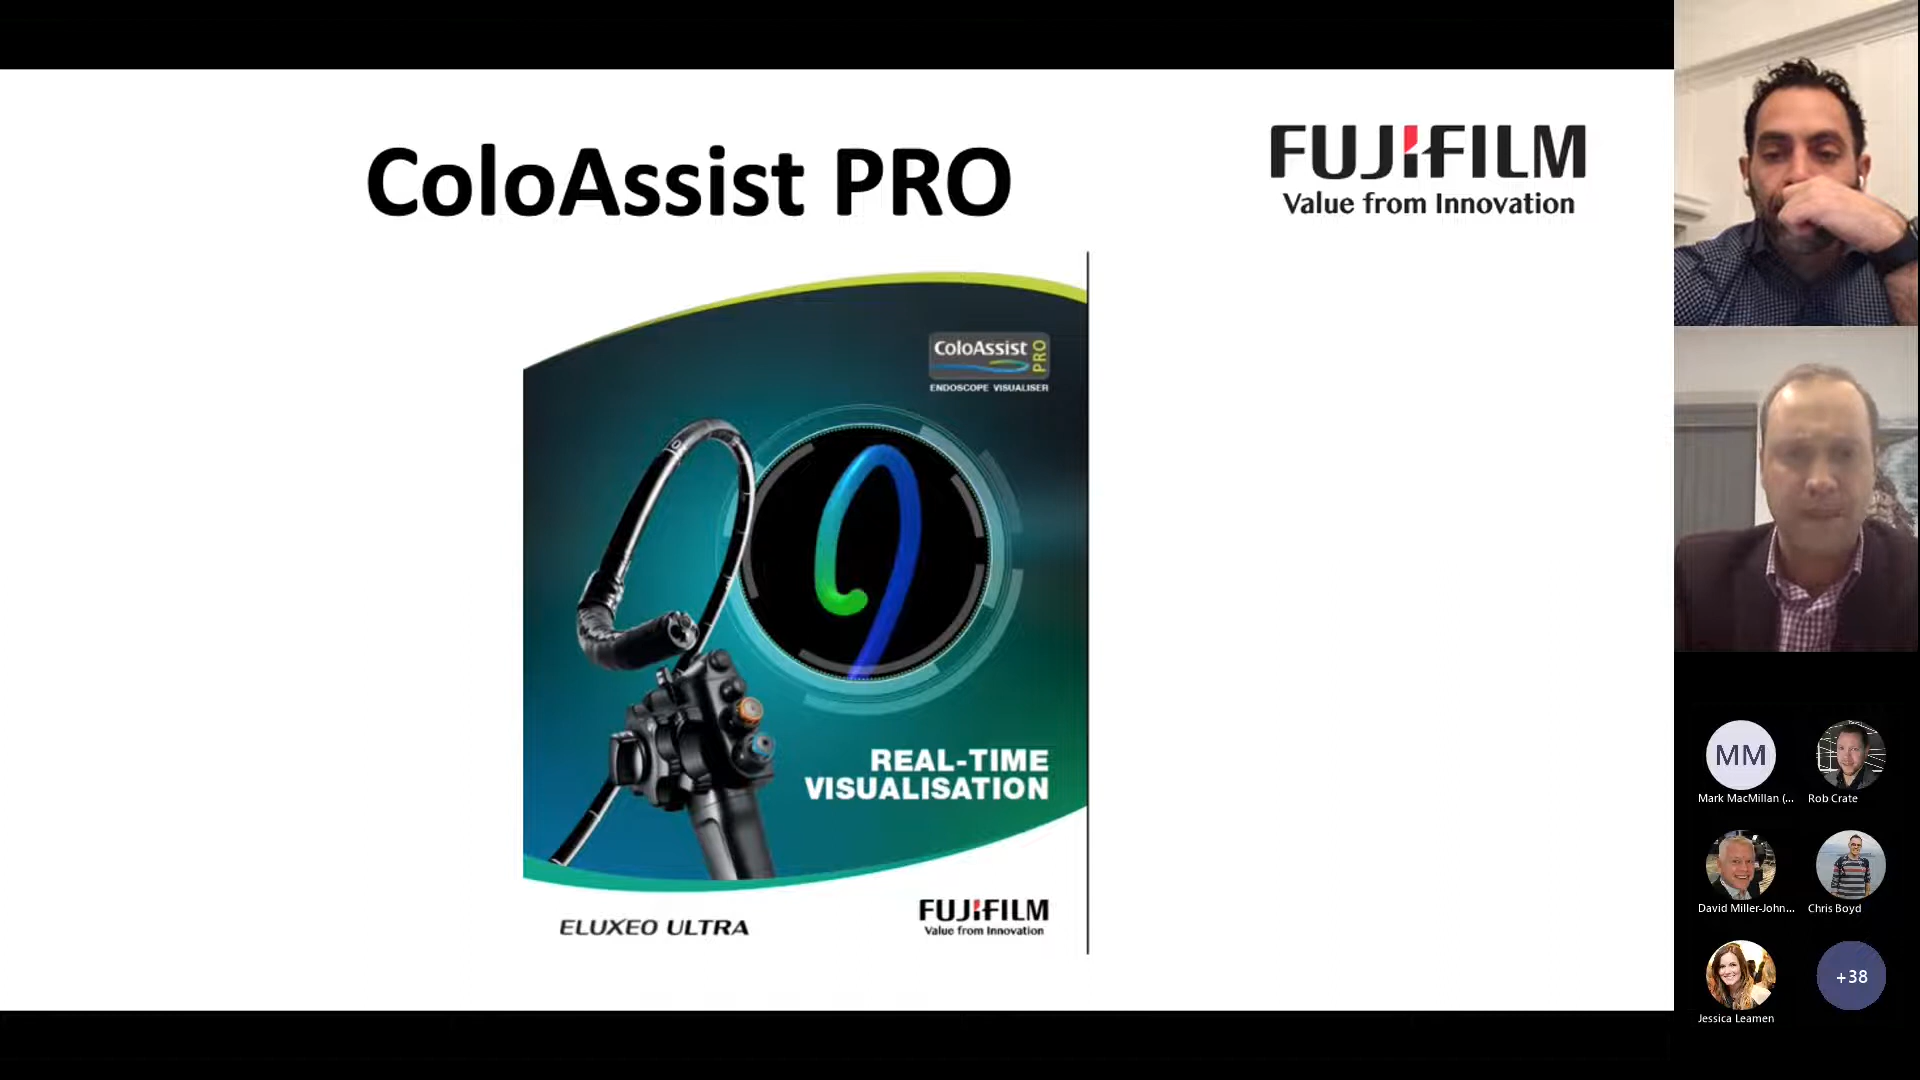 ColoAssist PRO
FUJIFILM
Value from Innovation
ColoAssist PRO
ENDOSCOPE VISUALISER
REAL-TIME
VISUALISATION
ELUXEO ULTRA
FUJIFILM
Value from Innovation
MM
Mark MacMillan (...
Rob Crate
David Miller-John...
Chris Boyd
Jessica Leamen
+38